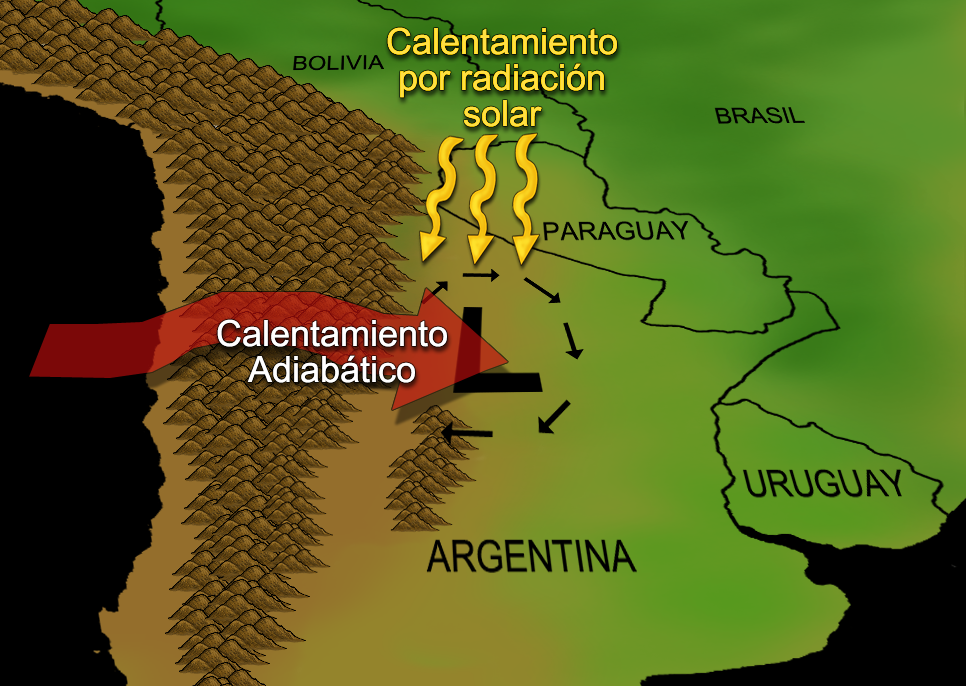 Calentamiento
por radiación
solar
BOLIVIA
BRASIL
PARAGUAY
Calentamiento
Adiabático
L
URUGUAY
ARGENTINA